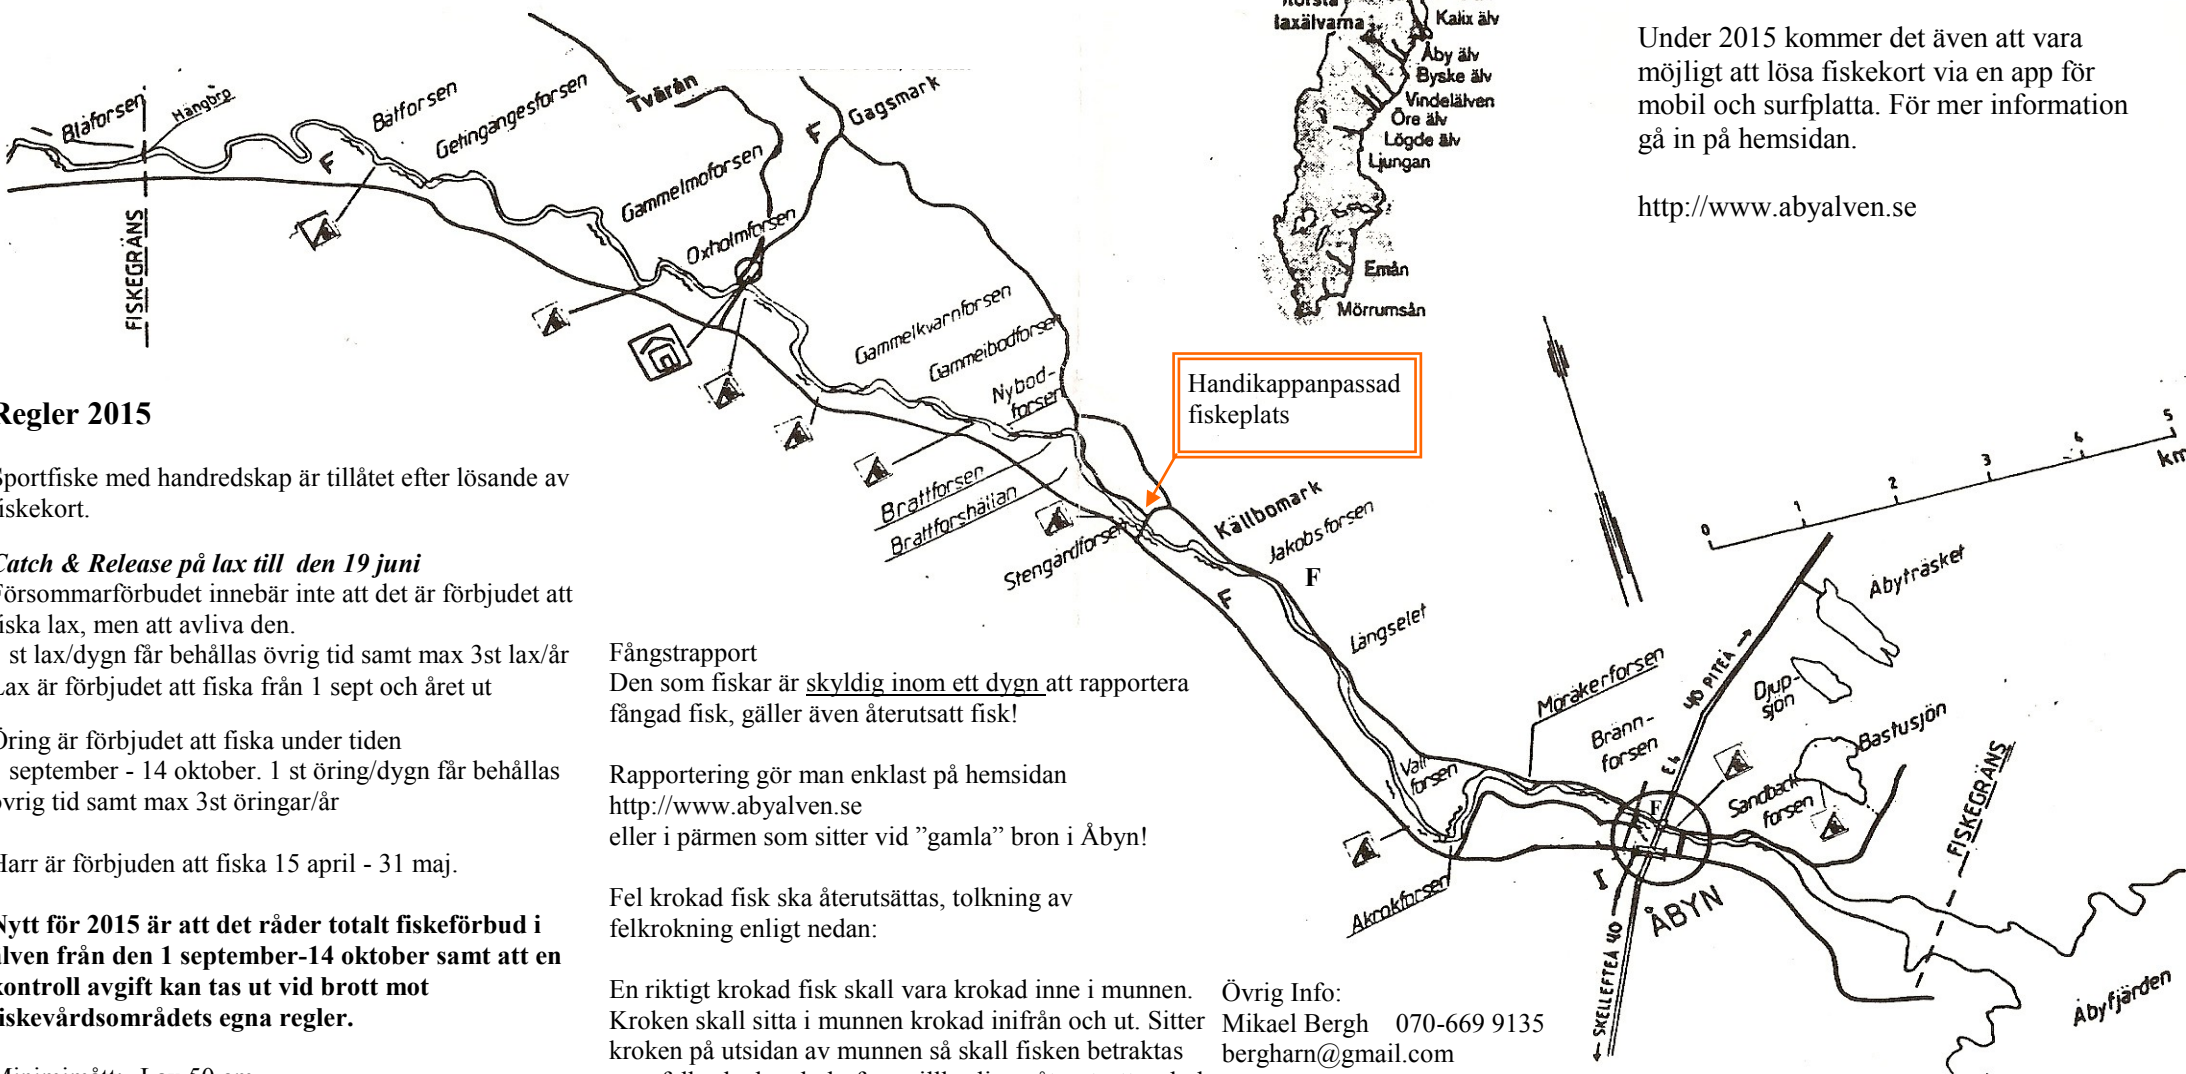 Blåforsen
Hängbro
FISKEGRÄNS
F
Båtforsen
Getingangesforsen
Tvärån
Gammelmoforsen
Oxholmforsen
F
Gagsmark
Gammelkvarnforsen
Gammelbodforsen
Nybod-
forsen
Brattforsen
Brattforshällan
Stengårdforsen
Handikappanpassad
fiskeplats
Källbomark
Jakobsforsen
F
F
Långselet
laxälvarna
Kalix älv
Åby älv
Byske älv
Vindelälven
Öre älv
Lögde älv
Ljungan
Emån
Mörrumsån
Under 2015 kommer det även att vara
möjligt att lösa fiskekort via en app för
mobil och surfplatta. För mer information
gå in på hemsidan.
http://www.abyalven.se
0 1 2 3 4 5
km
Åbyträsket
Djup-
sjön
Bastusjön
40 PITEÅ
E4
Moråkerforsen
Bränn-
forsen
Sandback
forsen
Vall
forsen
Akrokforsen
F
I
ÅBYN
SKELLEFTEÅ 40
FISKEGRÄNS
Åbyfjärden
Regler 2015
Sportfiske med handredskap är tillåtet efter lösande av
iskekort.
Catch & Release på lax till den 19 juni
Försommarförbudet innebär inte att det är förbjudet att
iska lax, men att avliva den.
st lax/dygn får behållas övrig tid samt max 3st lax/år
Lax är förbjudet att fiska från 1 sept och året ut
Öring är förbjudet att fiska under tiden
september - 14 oktober. 1 st öring/dygn får behållas
övrig tid samt max 3st öringar/år
Harr är förbjuden att fiska 15 april - 31 maj.
Nytt för 2015 är att det råder totalt fiskeförbud i
älven från den 1 september-14 oktober samt att en
kontroll avgift kan tas ut vid brott mot
iskevårdsområdets egna regler.
Fångstrapport
Den som fiskar är skyldig inom ett dygn att rapportera
fångad fisk, gäller även återutsatt fisk!
Rapportering gör man enklast på hemsidan
http://www.abyalven.se
eller i pärmen som sitter vid ”gamla” bron i Åbyn!
Fel krokad fisk ska återutsättas, tolkning av
felkrokning enligt nedan:
En riktigt krokad fisk skall vara krokad inne i munnen.
Kroken skall sitta i munnen krokad inifrån och ut. Sitter
kroken på utsidan av munnen så skall fisken betraktas
Övrig Info:
Mikael Bergh 070-669 9135
bergharn@gmail.com